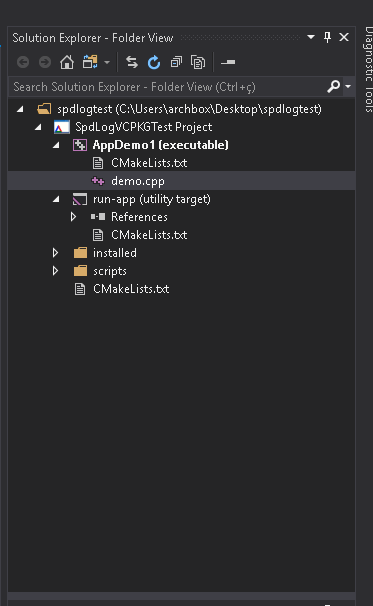 Solution Explorer - Folder View
Diagnostic Tools
Search Solution Explorer - Folder View (Ctrl+ç)
spdlogtest (C:\Users\archbox\Desktop\spdlogtest)
SpdLogVCPKGTest Project
AppDemo1 (executable)
CMakeLists.txt
demo.cpp
run-app (utility target)
References
CMakeLists.txt
installed
scripts
CMakeLists.txt